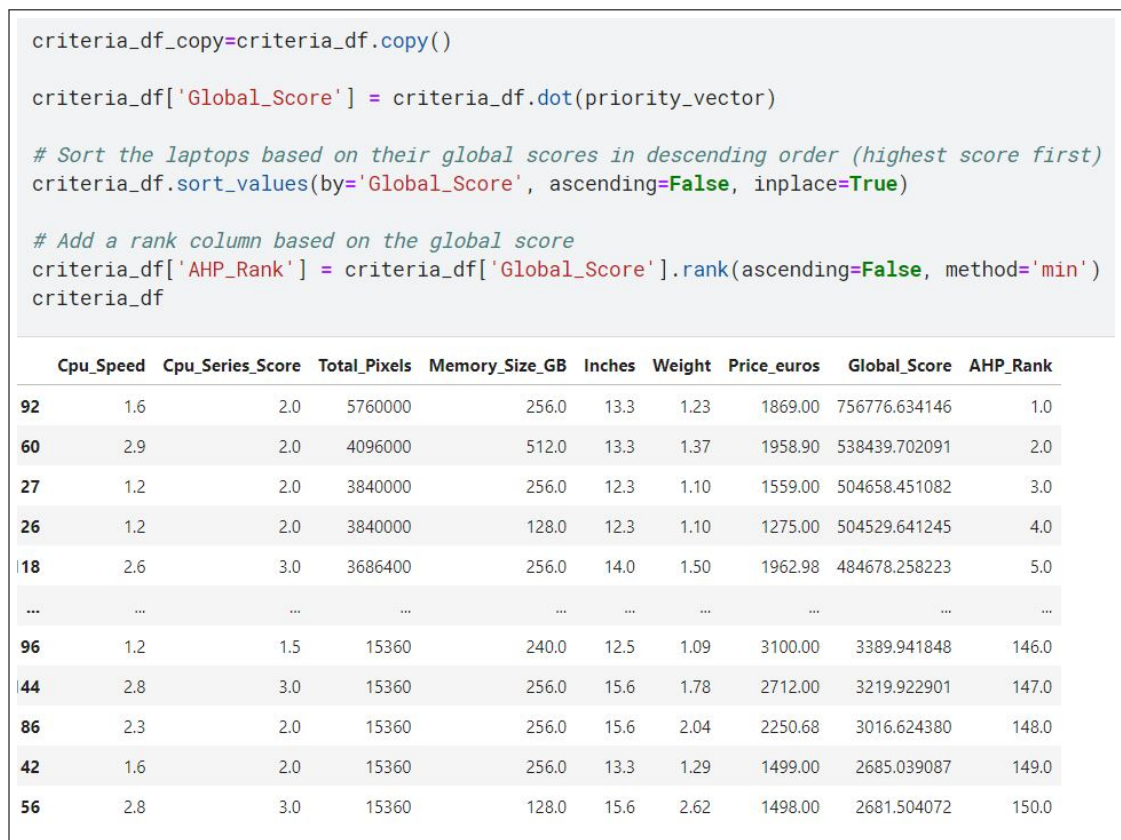 criteria_df_copy=criteria_df.copy()
criteria_df['Global_Score'] = criteria_df.dot(priority_vector)
# Sort the laptops based on their global scores in descending order (highest score first)
criteria_df.sort_values(by='Global_Score', ascending=False, inplace=True)
# Add a rank column based on the global score
criteria_df['AHP_Rank'] = criteria_df['Global_Score'].rank(ascending=False, method='min')
criteria_df
Cpu_Speed Cpu_Series_Score Total_Pixels Memory_Size_GB Inches Weight Price_euros Global_Score AHP_Rank
92 1.6 2.0 5760000 256.0 13.3 1.23 1869.00 756776.634146 1.0
60 2.9 2.0 4096000 512.0 13.3 1.37 1958.90 538439.702091 2.0
27 1.2 2.0 3840000 256.0 12.3 1.10 1559.00 504658.451082 3.0
26 1.2 2.0 3840000 128.0 12.3 1.10 1275.00 504529.641245 4.0
118 2.6 3.0 3686400 256.0 14.0 1.50 1962.98 484678.258223 5.0
... ... ... ... ... ... ... ... ... ...
96 1.2 1.5 15360 240.0 12.5 1.09 3100.00 3389.941848 146.0
144 2.8 3.0 15360 256.0 15.6 1.78 2712.00 3219.922901 147.0
86 2.3 2.0 15360 256.0 15.6 2.04 2250.68 3016.624380 148.0
42 1.6 2.0 15360 256.0 13.3 1.29 1499.00 2685.039087 149.0
56 2.8 3.0 15360 128.0 15.6 2.62 1498.00 2681.504072 150.0